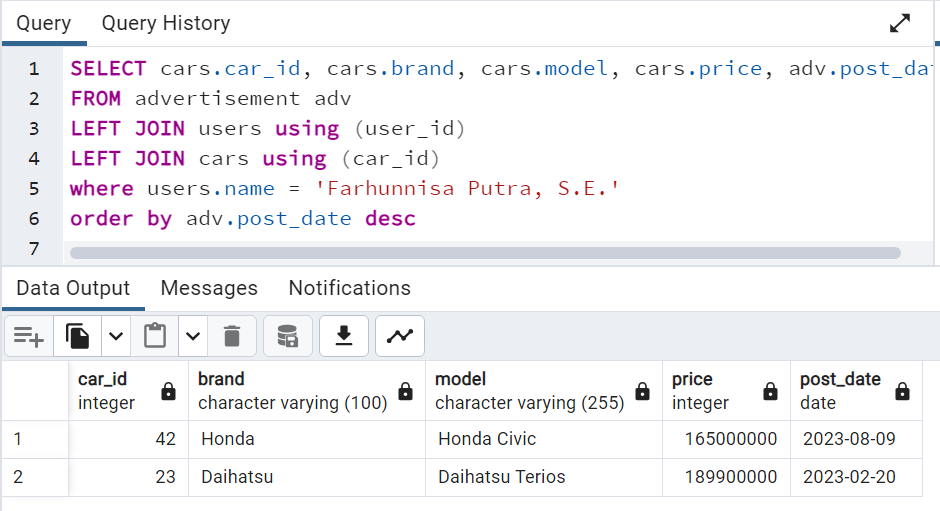 Query Query History
1 SELECT cars.car_id, cars.brand, cars.model, cars.price, adv.post_da
2 FROM advertisement adv
3 LEFT JOIN users using (user_id)
4 LEFT JOIN cars using (car_id)
5 where users.name = 'Farhunnisa Putra, S.E.'
6 order by adv.post_date desc
7
Data Output Messages Notifications
car_id brand model price post_date
integer character varying (100) character varying (255) integer date
1 42 Honda Honda Civic 165000000 2023-08-09
2 23 Daihatsu Daihatsu Terios 189900000 2023-02-20